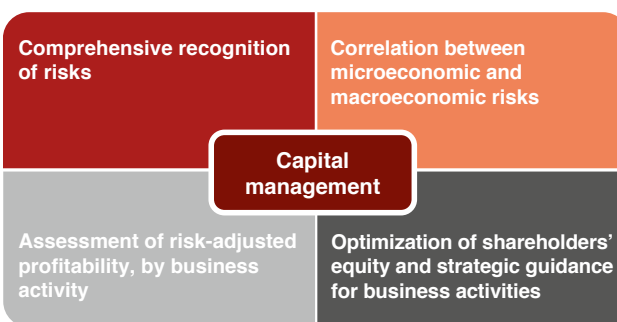 Comprehensive recognition
of risks
Correlation between
microeconomic and
macroeconomic risks
Capital
management
Assessment of risk-adjusted
profitability, by business
activity
Optimization of shareholders’
equity and strategic guidance
for business activities